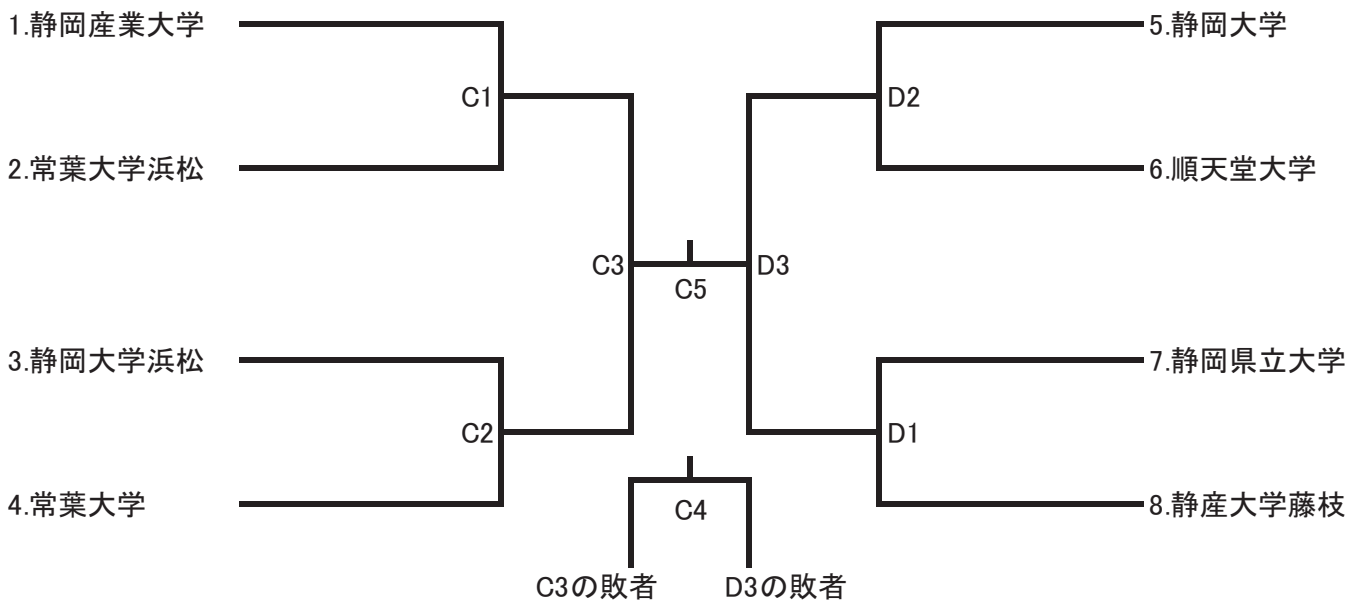 1.静岡産業大学
C1
2.常葉大学浜松
C3
3.静岡大学浜松
C2
4.常葉大学
C5
C4
C3の敗者
D3の敗者
5.静岡大学
D2
6.順天堂大学
D3
7.静岡県立大学
D1
8.静産大学藤枝